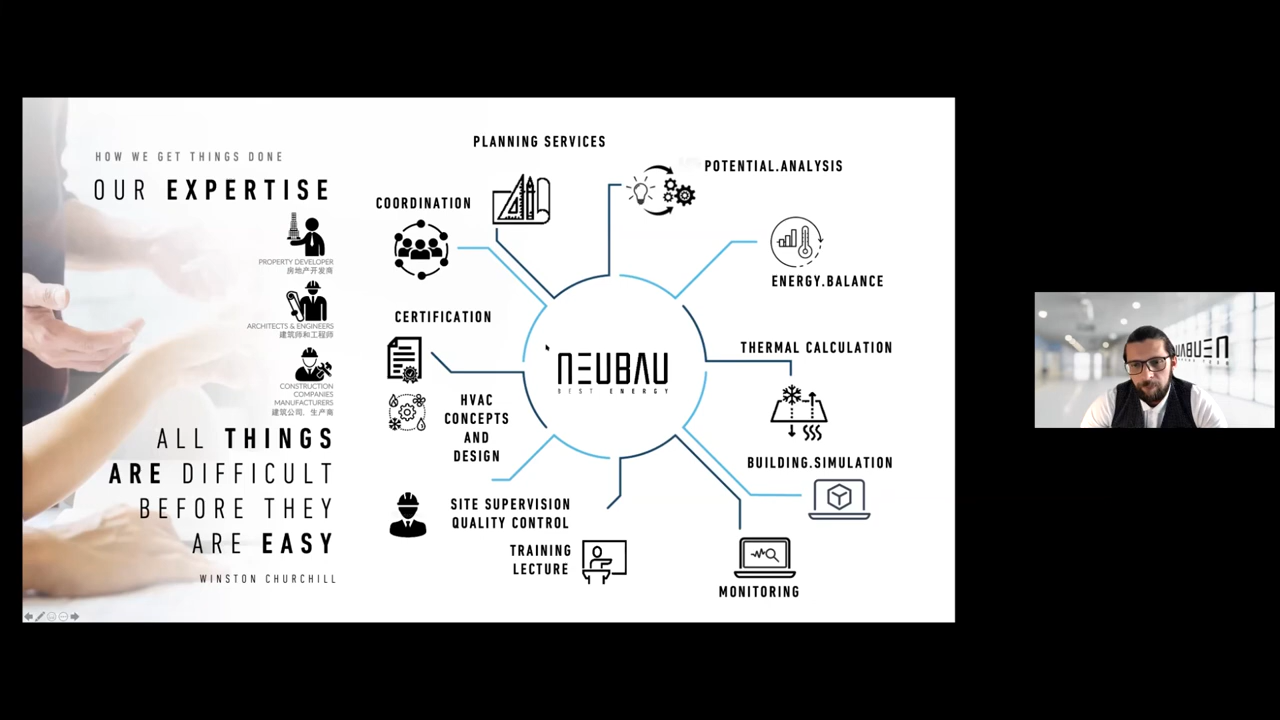 HOW WE GET THINGS DONE
OUR EXPERTISE
PROPERTY DEVELOPER
房地产开发商
ARCHITECTS & ENGINEERS
建筑师和工程师
CONSTRUCTION
COMPANIES
MANUFACTURERS
建筑公司、生产商
ALL THINGS
ARE DIFFICULT
BEFORE THEY
ARE EASY
WINSTON CHURCHILL
PLANNING SERVICES
POTENTIAL.ANALYSIS
COORDINATION
ENERGY.BALANCE
CERTIFICATION
THERMAL CALCULATION
NEUBAU
BEST ENERGY
HVAC
CONCEPTS
AND
DESIGN
BUILDING.SIMULATION
SITE SUPERVISION
QUALITY CONTROL
TRAINING
LECTURE
MONITORING
NEUBAU